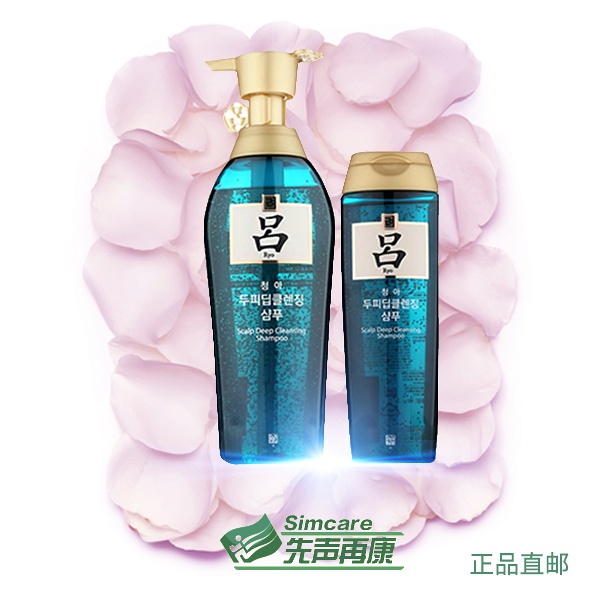 呂
Ryo
청아
두피딥클렌징
샴푸
Scalp Deep Cleansing
Shampoo
呂
Ryo
청아
두피딥클렌징
샴푸
Scalp Deep Cleansing
Shampoo
Simcare
先声再康
正品直邮